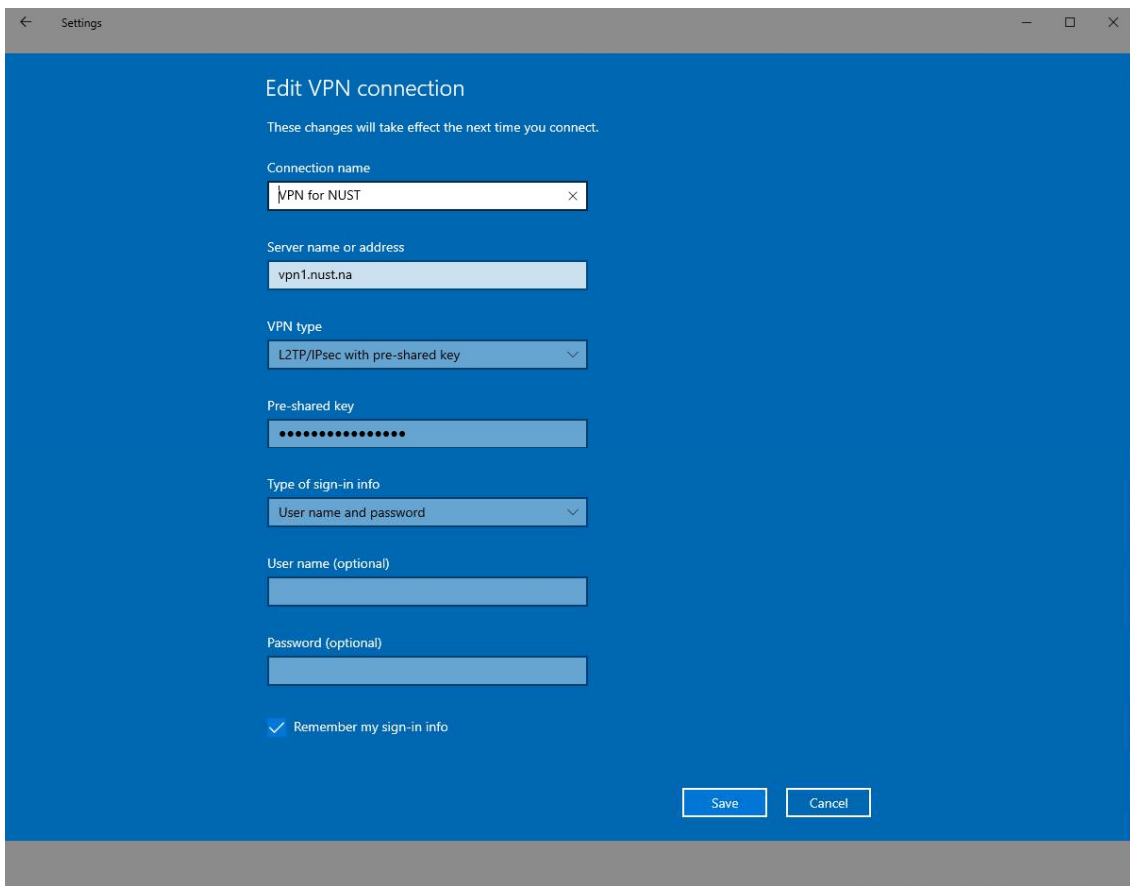 Settings
Edit VPN connection
These changes will take effect the next time you connect.
Connection name
VPN for NUST
Server name or address
vpn1.nust.na
VPN type
L2TP/IPsec with pre-shared key
Pre-shared key
••••••••••••••••
Type of sign-in info
User name and password
User name (optional)
Password (optional)
Remember my sign-in info
Save
Cancel